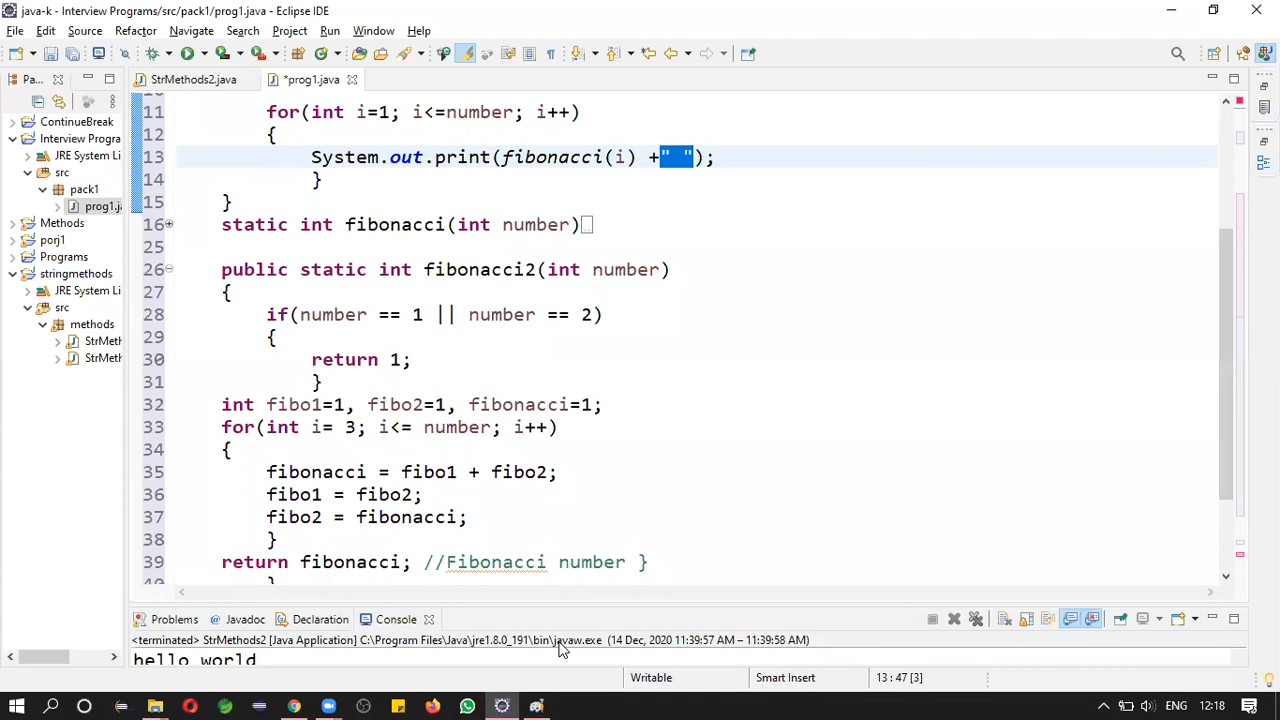 java-k - Interview Programs/src/pack1/prog1.java - Eclipse IDE
File Edit Source Refactor Navigate Search Project Run Window Help
Pa... StrMethods2.java *prog1.java
ContinueBreak
Interview Progra
JRE System Li
src
pack1
prog1.ja
Methods
porj1
Programs
stringmethods
JRE System Li
src
methods
StrMeth
StrMeth
11 for(int i=1; i<=number; i++)
12 {
13 System.out.print(fibonacci(i) +" ");
14 }
15 }
16 static int fibonacci(int number)
25
26 public static int fibonacci2(int number)
27 {
28 if(number == 1 || number == 2)
29 {
30 return 1;
31 }
32 int fibo1=1, fibo2=1, fibonacci=1;
33 for(int i= 3; i<= number; i++)
34 {
35 fibonacci = fibo1 + fibo2;
36 fibo1 = fibo2;
37 fibo2 = fibonacci;
38 }
39 return fibonacci; //Fibonacci number }
40 }
Problems Javadoc Declaration Console
<terminated> StrMethods2 [Java Application] C:\Program Files\Java\jre1.8.0_191\bin\javaw.exe (14 Dec, 2020 11:39:57 AM – 11:39:58 AM)
hello world
Writable Smart Insert 13 : 47 [3]
ENG 12:18